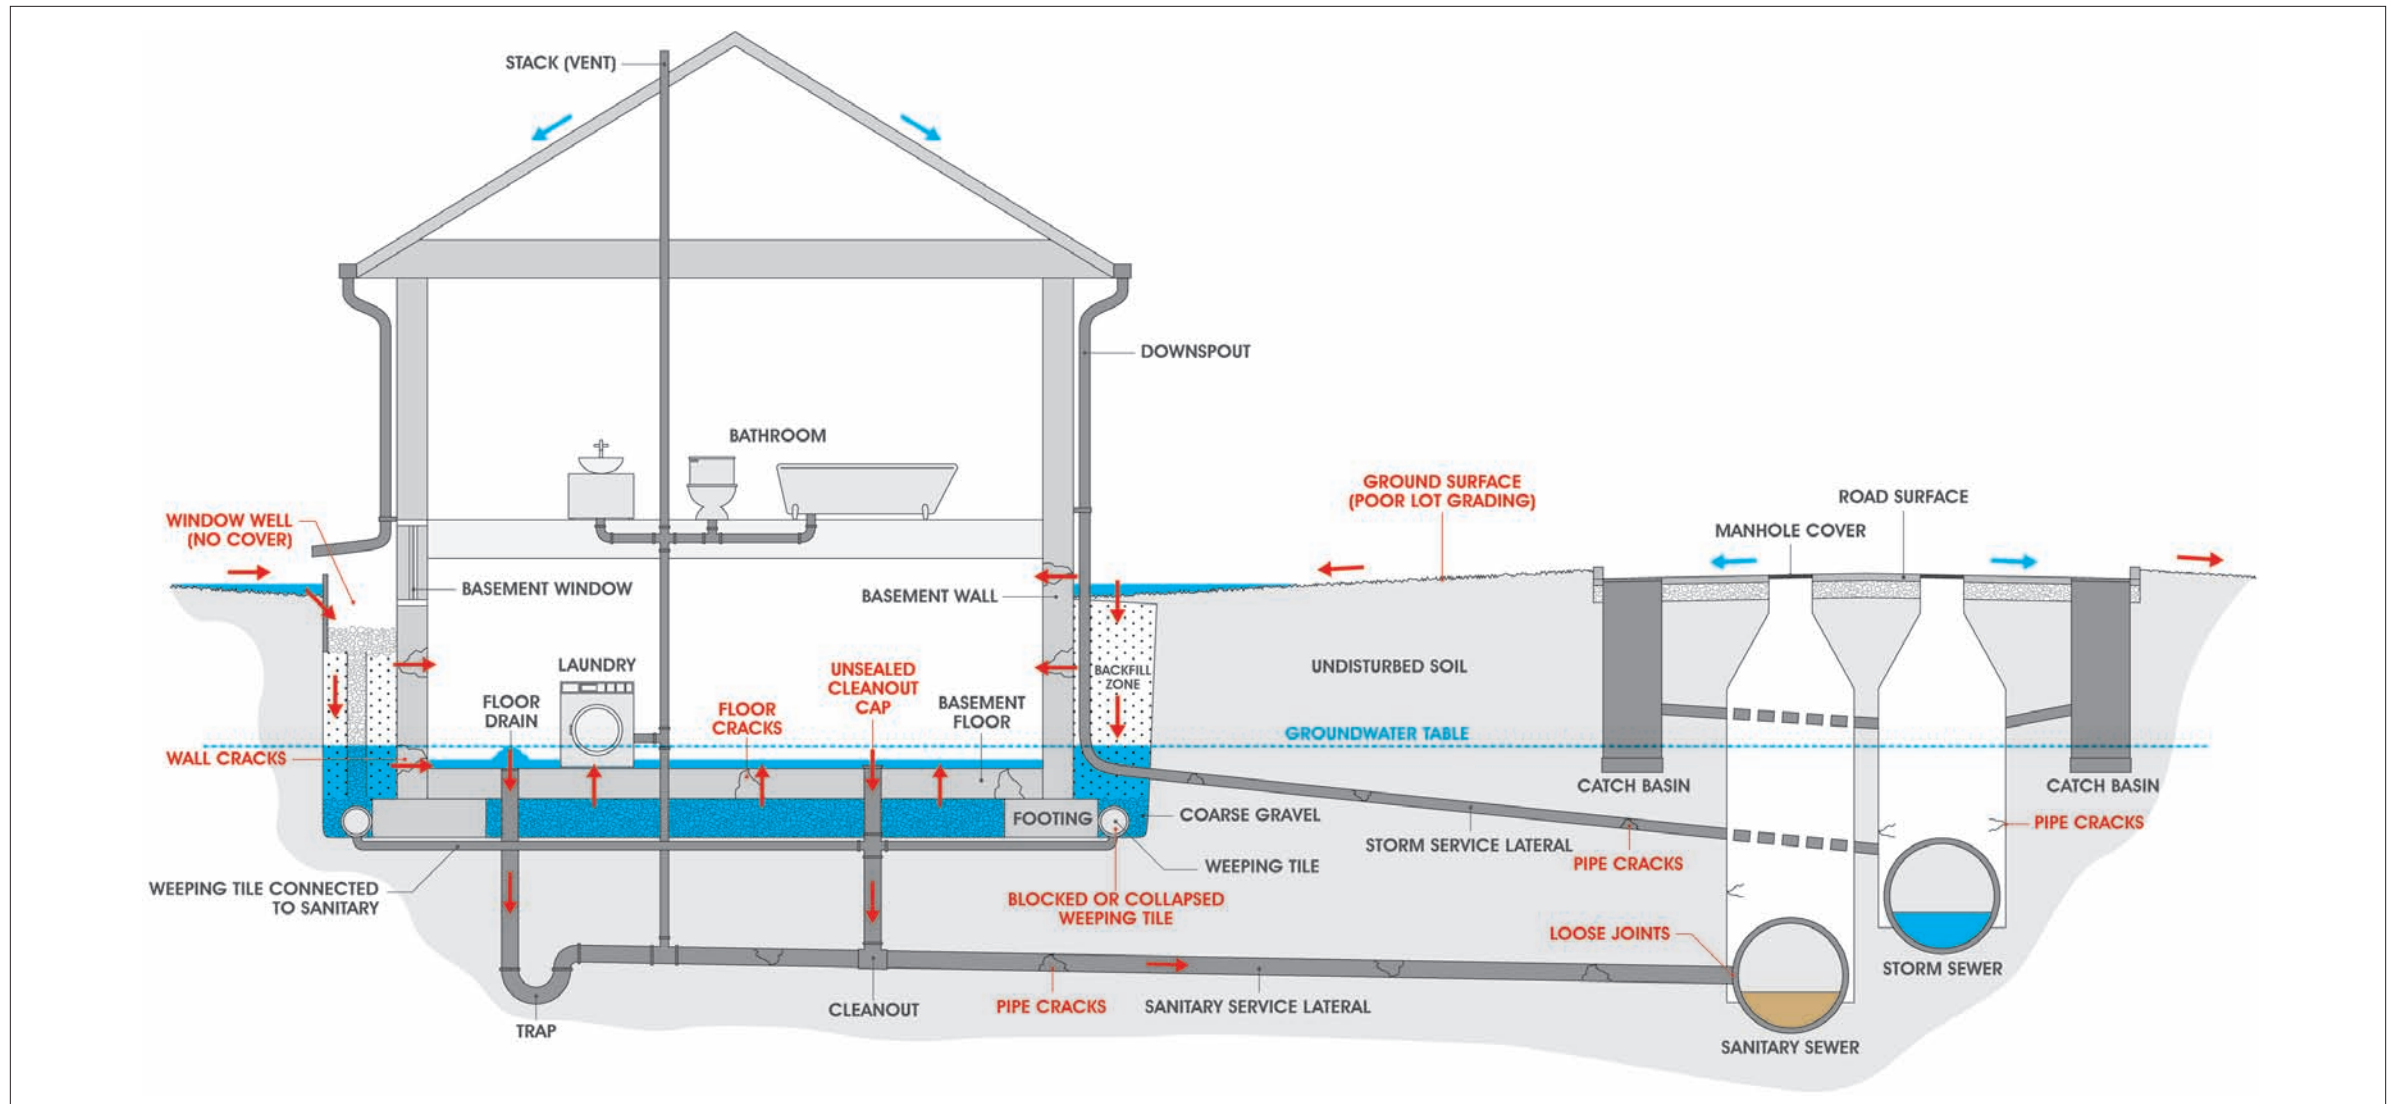 STACK (VENT)
DOWNSPOUT
BATHROOM
GROUND SURFACE
(POOR LOT GRADING)
ROAD SURFACE
MANHOLE COVER
WINDOW WELL
(NO COVER)
BASEMENT WINDOW
BASEMENT WALL
LAUNDRY
UNSEALED
CLEANOUT
CAP
BACKFILL
ZONE
UNDISTURBED SOIL
FLOOR
DRAIN
FLOOR
CRACKS
BASEMENT
FLOOR
GROUNDWATER TABLE
WALL CRACKS
CATCH BASIN
CATCH BASIN
FOOTING
COARSE GRAVEL
STORM SERVICE LATERAL
PIPE CRACKS
PIPE CRACKS
WEEPING TILE
WEEPING TILE CONNECTED
TO SANITARY
BLOCKED OR COLLAPSED
WEEPING TILE
LOOSE JOINTS
STORM SEWER
CLEANOUT
PIPE CRACKS
SANITARY SERVICE LATERAL
TRAP
SANITARY SEWER